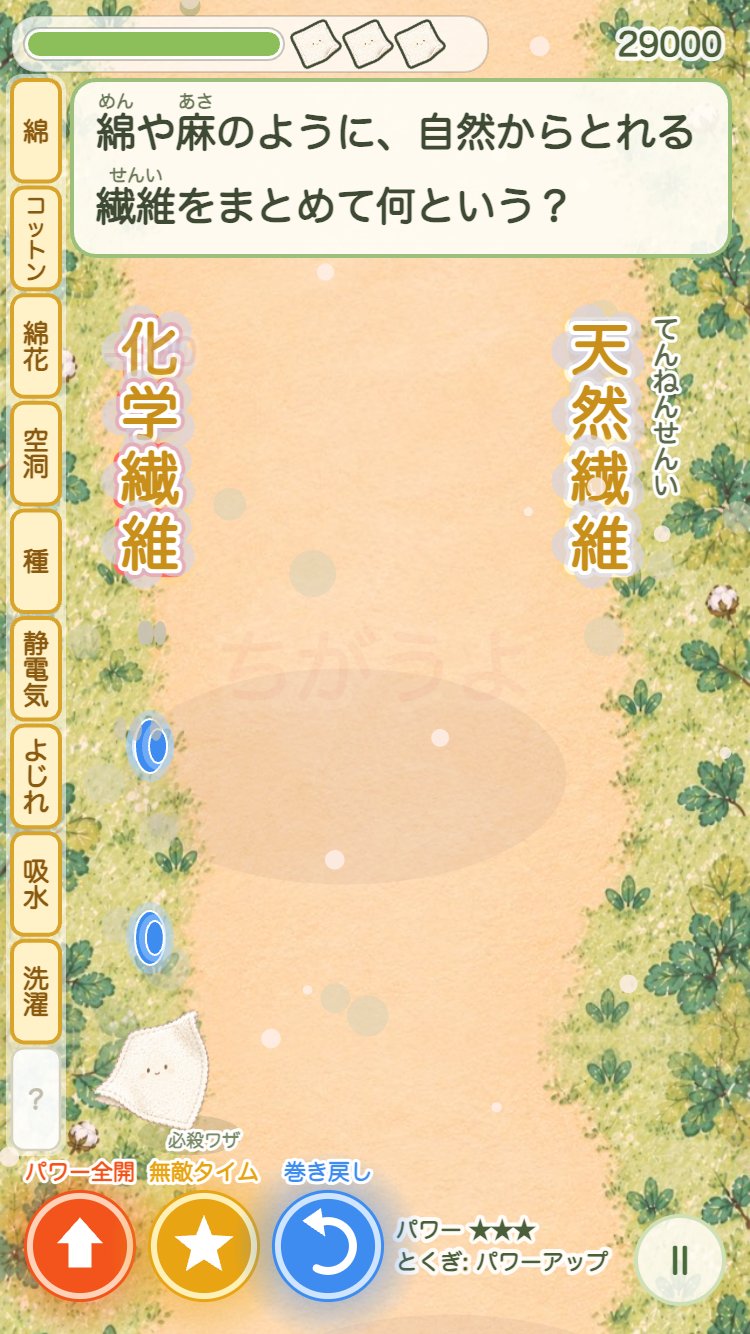 29000
めん あさ
綿や麻のように、自然からとれる
せんい
繊維をまとめて何という？
綿
コットン
綿花
空洞
種
静電気
よじれ
吸水
洗濯
?
化学繊維
天然繊維
てんねんせんい
ちがうよ
必殺ワザ
パワー全開
無敵タイム
巻き戻し
パワー ★★★
とくぎ: パワーアップ